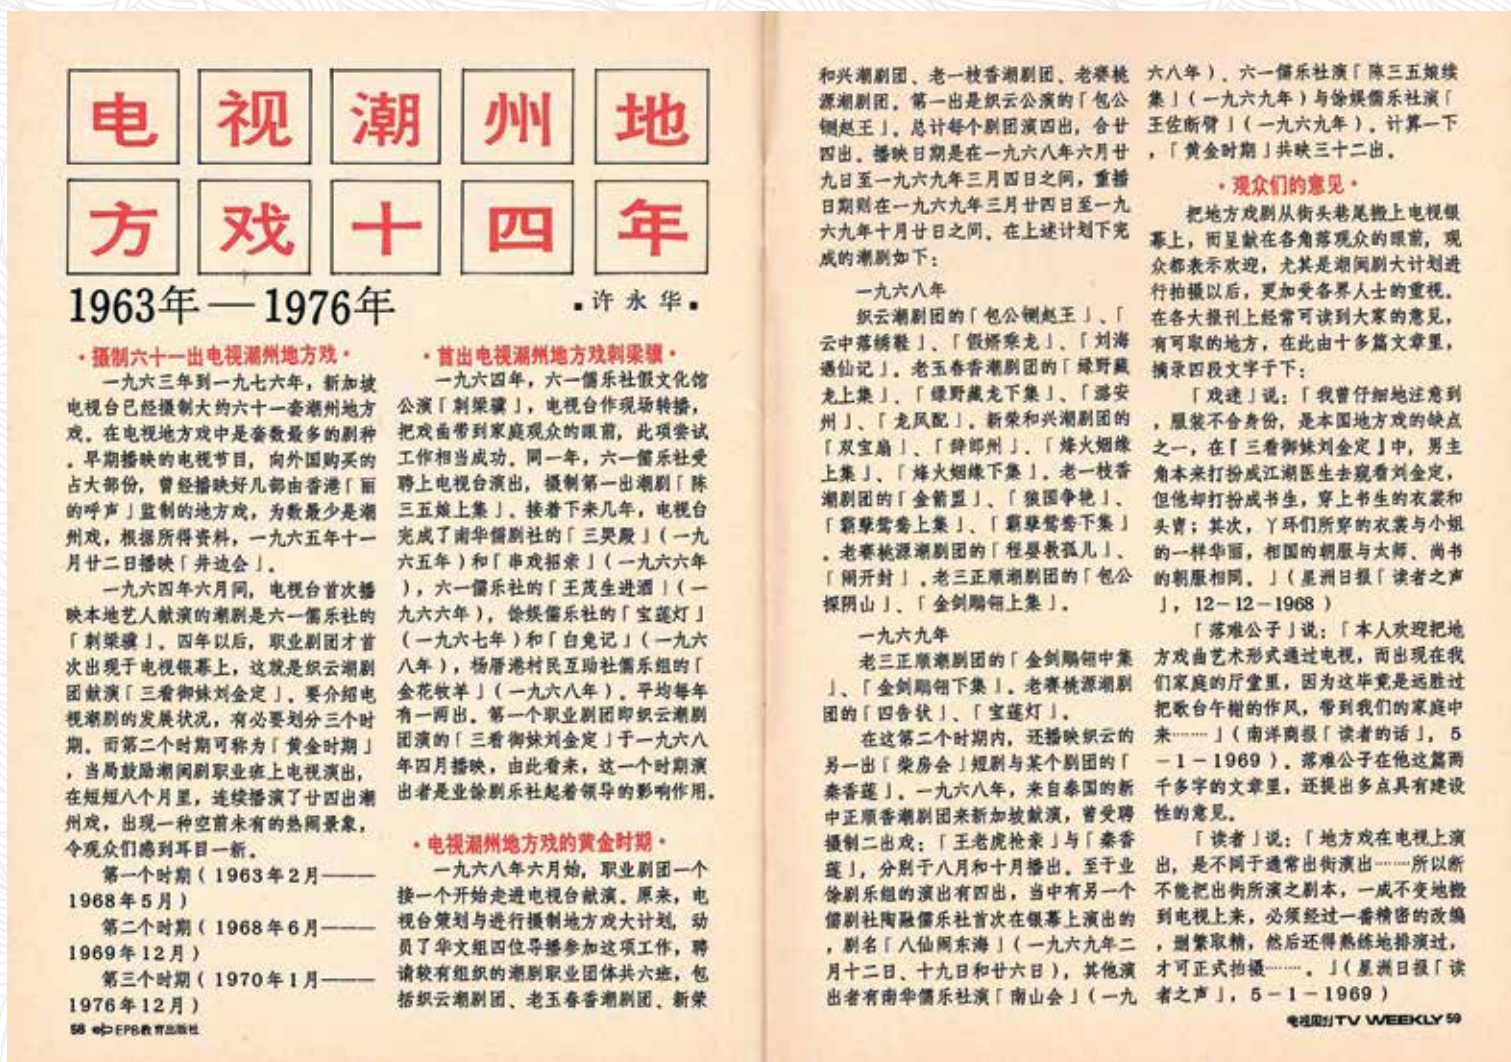 电视潮州地
方戏十四年
1963年—1976年
▪许永华▪
·摄制六十一出电视潮州地方戏·
一九六三年到一九七六年，新加坡
电视台已经摄制大约六十一套潮州地方
戏。在电视地方戏中是套数最多的剧种
。早期播映的电视节目，向外国购买的
占大部份，曾经播映好几部由香港「丽
的呼声」监制的地方戏，为数最少是潮
州戏，根据所得资料，一九六五年十一
月廿二日播映「井边会」。
一九六四年六月间，电视台首次播
映本地艺人献演的潮剧是六一儒乐社的
「刺梁骥」。四年以后，职业剧团才首
次出现于电视银幕上，这就是织云潮剧
团献演「三看御妹刘金定」。要介绍电
视潮剧的发展状况，有必要划分三个时
期。而第二个时期可称为「黄金时期」
，当局鼓励潮闽剧职业班上电视演出，
在短短八个月里，连续播演了廿四出潮
州戏，出现一种空前未有的热闹景象，
令观众们感到耳目一新。
第一个时期（1963年2月——
1968年5月）
第二个时期（1968年6月——
1969年12月）
第三个时期（1970年1月——
1976年12月）
58 EPB教育出版社
·首出电视潮州地方戏刺梁骥·
一九六四年，六一儒乐社假文化馆
公演「刺梁骥」，电视台作现场转播，
把戏曲带到家庭观众的眼前，此项尝试
工作相当成功。同一年，六一儒乐社受
聘上电视台演出，摄制第一出潮剧「陈
三五娘上集」。接着下来几年，电视台
完成了南华儒剧社的「三哭殿」（一九
六五年）和「串戏招亲」（一九六六年
），六一儒乐社的「王茂生进酒」（一
九六六年），馀娱儒乐社的「宝莲灯」
（一九六七年）和「白兔记」（一九六
八年），杨厝港村民互助社儒乐组的「
金花牧羊」（一九六八年）。平均每年
有一两出。第一个职业剧团即织云潮剧
团演的「三看御妹刘金定」于一九六八
年四月播映，由此看来，这一个时期演
出者是业馀剧乐社起着领导的影响作用。
·电视潮州地方戏的黄金时期·
一九六八年六月始，职业剧团一个
接一个开始走进电视台献演。原来，电
视台策划与进行摄制地方戏大计划，动
员了华文组四位导播参加这项工作，聘
请较有组织的潮剧职业团体共六班，包
括织云潮剧团、老玉春香潮剧团、新荣
和兴潮剧团、老一枝香潮剧团、老赛桃
源潮剧团。第一出是织云公演的「包公
铡赵王」。总计每个剧团演四出，合廿
四出。播映日期是在一九六八年六月廿
九日至一九六九年三月四日之间，重播
日期则在一九六九年三月廿四日至一九
六九年十月廿日之间。在上述计划下完
成的潮剧如下：
一九六八年
织云潮剧团的「包公铡赵王」、「
云中落绣鞋」、「假婿乘龙」、「刘海
遇仙记」。老玉春香潮剧团的「绿野藏
龙上集」、「绿野藏龙下集」、「潞安
州」、「龙凤配」。新荣和兴潮剧团的
「双宝扇」、「辞郎州」、「烽火姻缘
上集」、「烽火姻缘下集」。老一枝香
潮剧团的「金箭盟」、「狼国争艳」、
「霸孽鸳鸯上集」、「霸孽鸳鸯下集」
。老赛桃源潮剧团的「程婴救孤儿」、
「闹开封」。老三正顺潮剧团的「包公
探阴山」、「金剑鵰翎上集」。
一九六九年
老三正顺潮剧团的「金剑鵰翎中集
」、「金剑鵰翎下集」。老赛桃源潮剧
团的「四告状」、「宝莲灯」。
在这第二个时期内，还播映织云的
另一出「柴房会」短剧与某个剧团的「
秦香莲」。一九六八年，来自泰国的新
中正顺香潮剧团来新加坡献演，曾受聘
摄制二出戏：「王老虎抢亲」与「秦香
莲」，分别于八月和十月播出。至于业
馀剧乐组的演出有四出，当中有另一个
儒剧社陶融儒乐社首次在银幕上演出的
，剧名「八仙闹东海」（一九六九年二
月十二日、十九日和廿六日），其他演
出者有南华儒乐社演「南山会」（一九
六八年）、六一儒乐社演「陈三五娘续
集」（一九六九年）与馀娱儒乐社演「
王佐断臂」（一九六九年）。计算一下
，「黄金时期」共映三十二出。
·观众们的意见·
把地方戏剧从街头巷尾搬上电视银
幕上，而呈献在各角落观众的眼前，观
众都表示欢迎，尤其是潮闽剧大计划进
行拍摄以后，更加受各界人士的重视。
在各大报刊上经常可读到大家的意见，
有可取的地方，在此由十多篇文章里，
摘录四段文字于下：
「戏迷」说：「我曾仔细地注意到
，服装不合身份，是本国地方戏的缺点
之一，在『三看御妹刘金定』中，男主
角本来打扮成江湖医生去窥看刘金定，
但他却打扮成书生，穿上书生的衣裳和
头胄；其次，丫环们所穿的衣裳与小姐
的一样华丽，相国的朝服与太师、尚书
的朝服相同。」（星洲日报「读者之声
」，12－12－1968）
「落难公子」说：「本人欢迎把地
方戏曲艺术形式通过电视，而出现在我
们家庭的厅堂里，因为这毕竟是远胜过
把歌台午榭的作风，带到我们的家庭中
来……」（南洋商报「读者的话」，5
－1－1969）。落难公子在他这篇两
千多字的文章里，还提出多点具有建设
性的意见。
「读者」说：「地方戏在电视上演
出，是不同于通常出街演出……所以断
不能把出街所演之剧本，一成不变地搬
到电视上来，必须经过一番精密的改编
，删繁取精，然后还得熟练地排演过，
才可正式拍摄……。」（星洲日报「读
者之声」，5－1－1969）
电视周刊TV WEEKLY 59